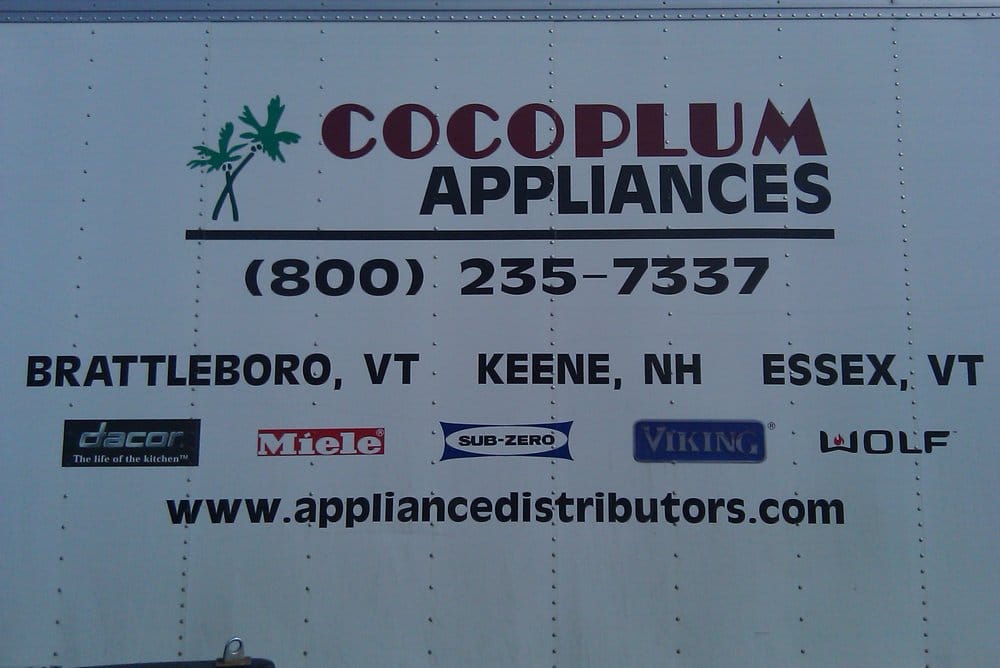 COCOPLUM
APPLIANCES
(800) 235-7337
BRATTLEBORO, VT KEENE, NH ESSEX, VT
dacor Miele® SUB-ZERO VIKING® WOLF
The life of the kitchen™
www.appliancedistributors.com